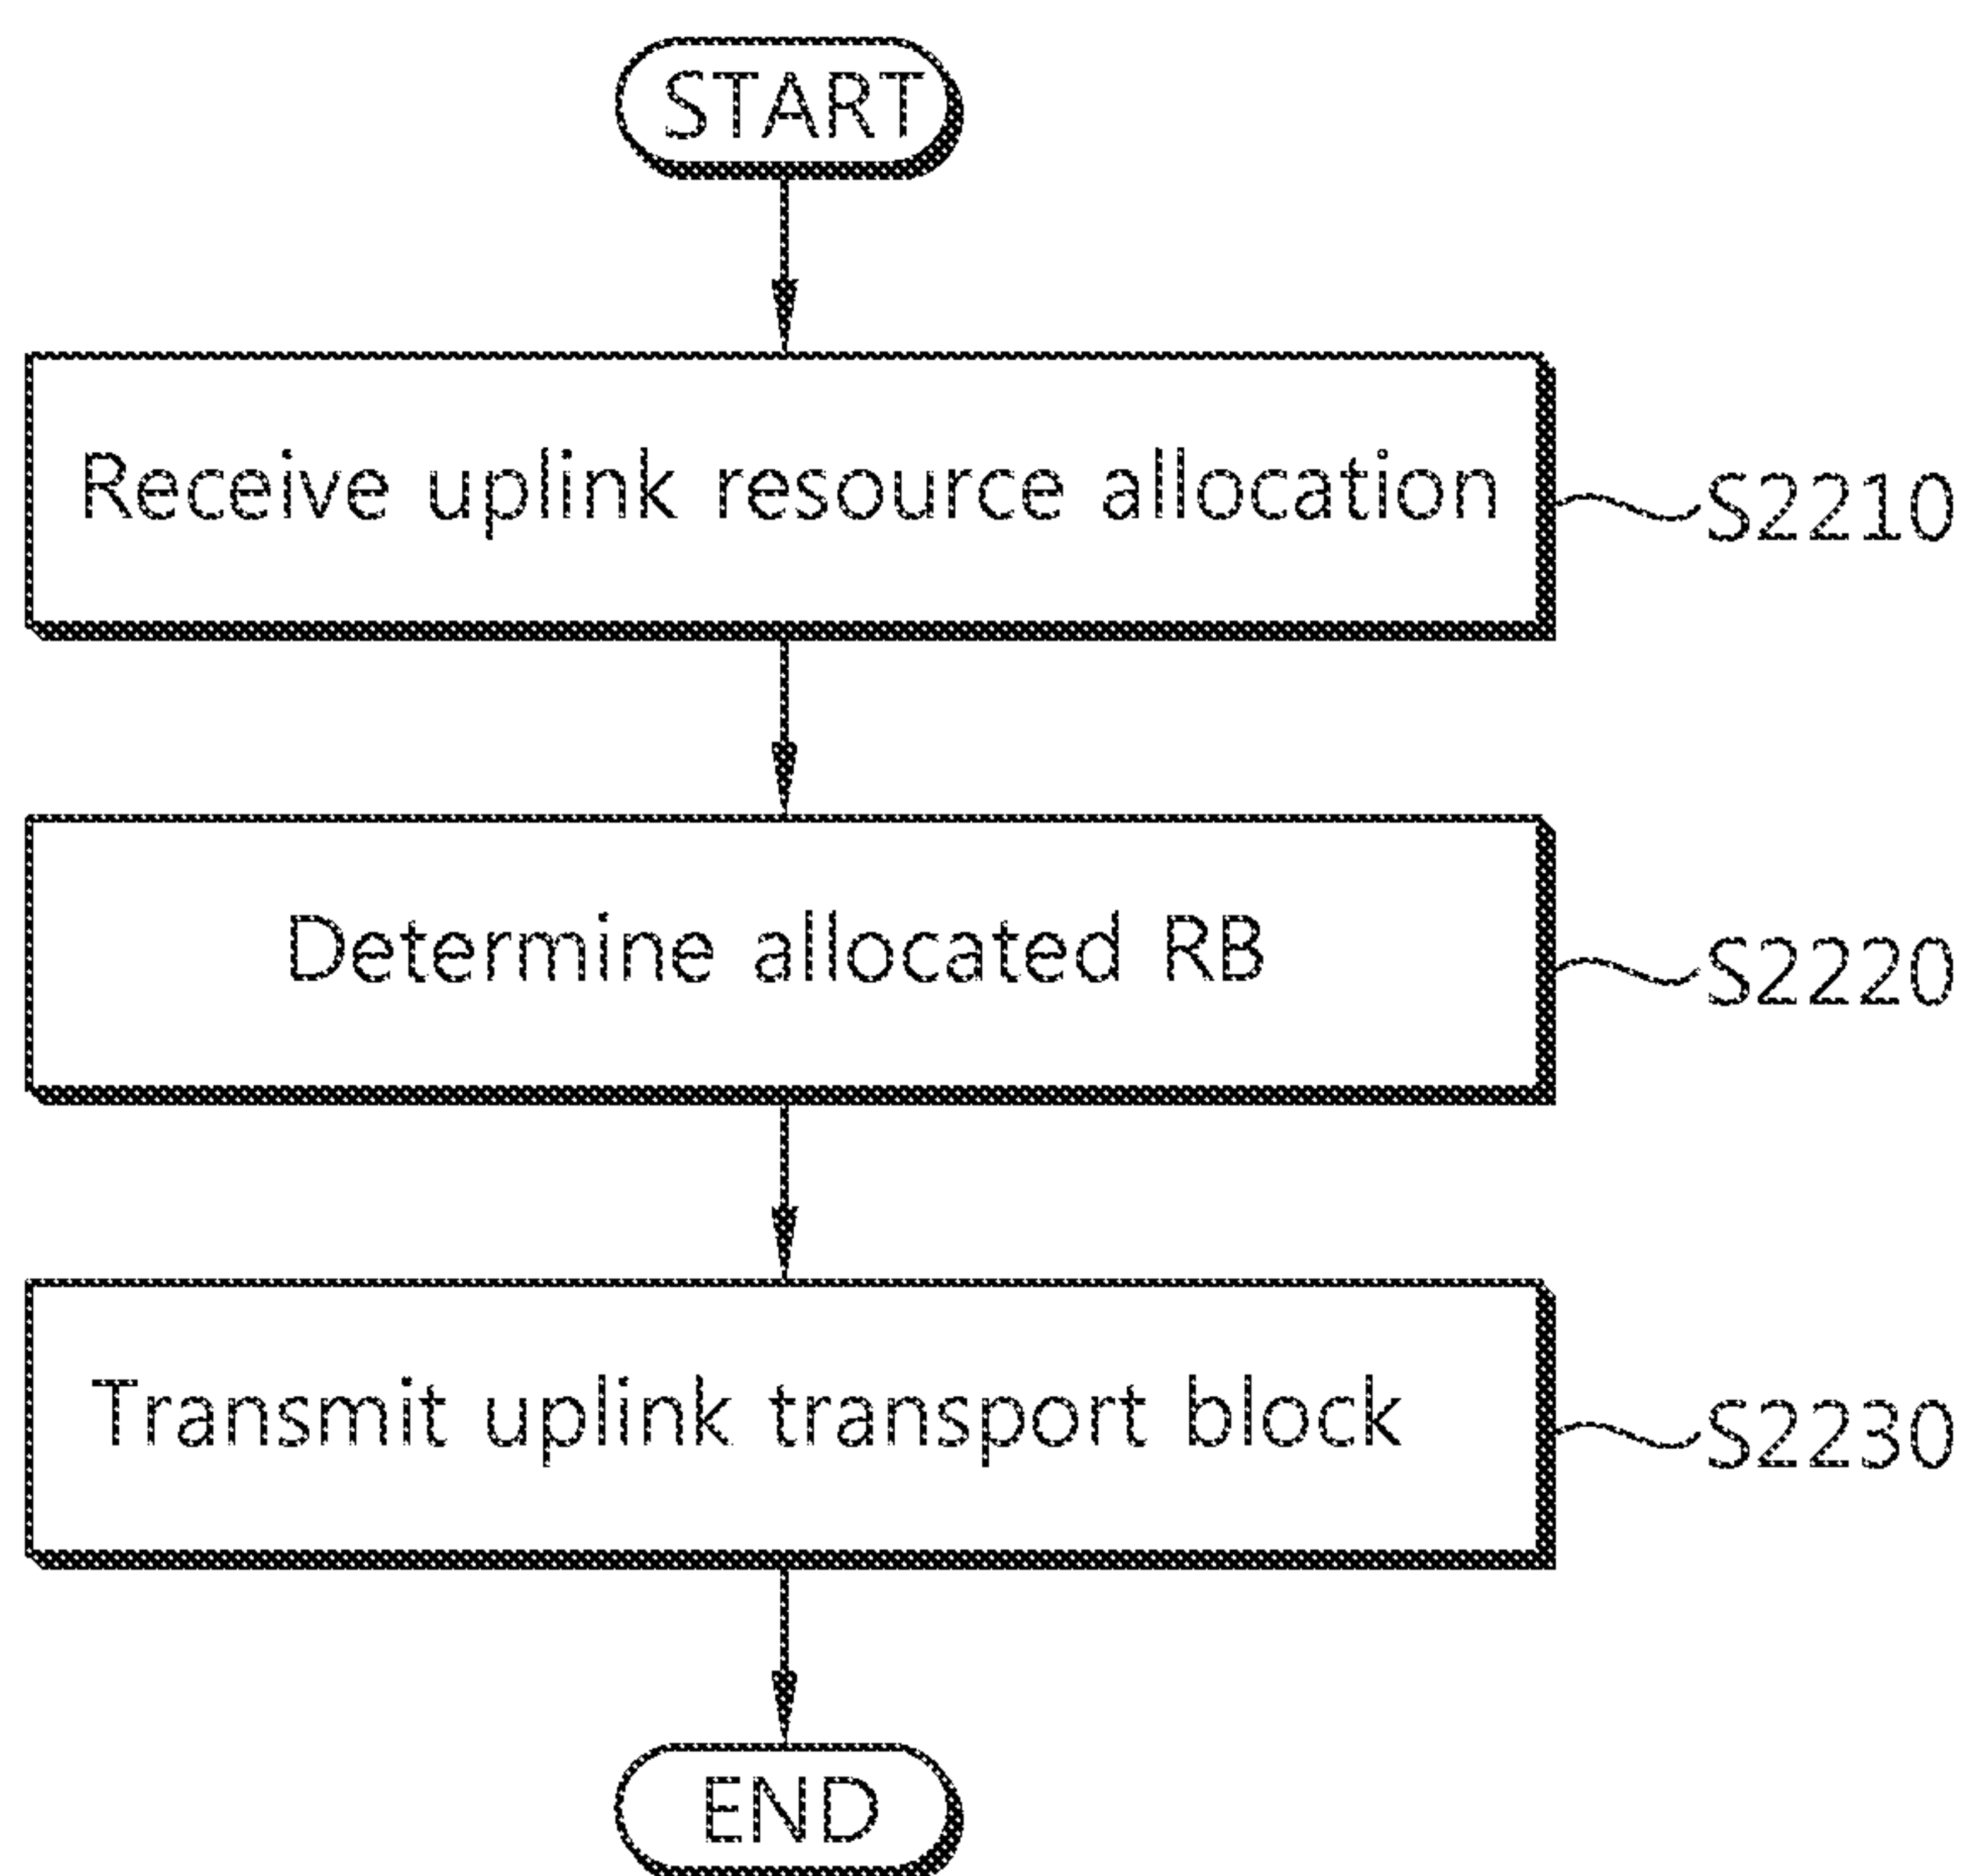 START
Receive uplink resource allocation
S2210
Determine allocated RB
S2220
Transmit uplink transport block
S2230
END